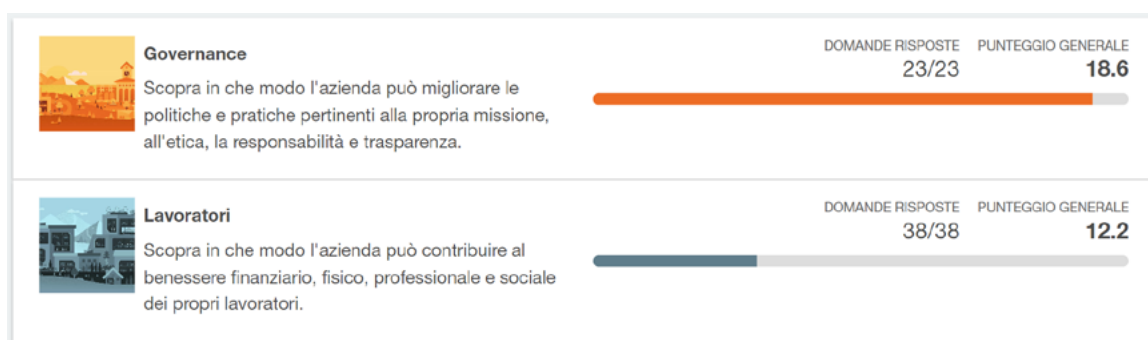 Governance
Scopra in che modo l'azienda può migliorare le
politiche e pratiche pertinenti alla propria missione,
all'etica, la responsabilità e trasparenza.
DOMANDE RISPOSTE PUNTEGGIO GENERALE
23/23 18.6
Lavoratori
Scopra in che modo l'azienda può contribuire al
benessere finanziario, fisico, professionale e sociale
dei propri lavoratori.
DOMANDE RISPOSTE PUNTEGGIO GENERALE
38/38 12.2